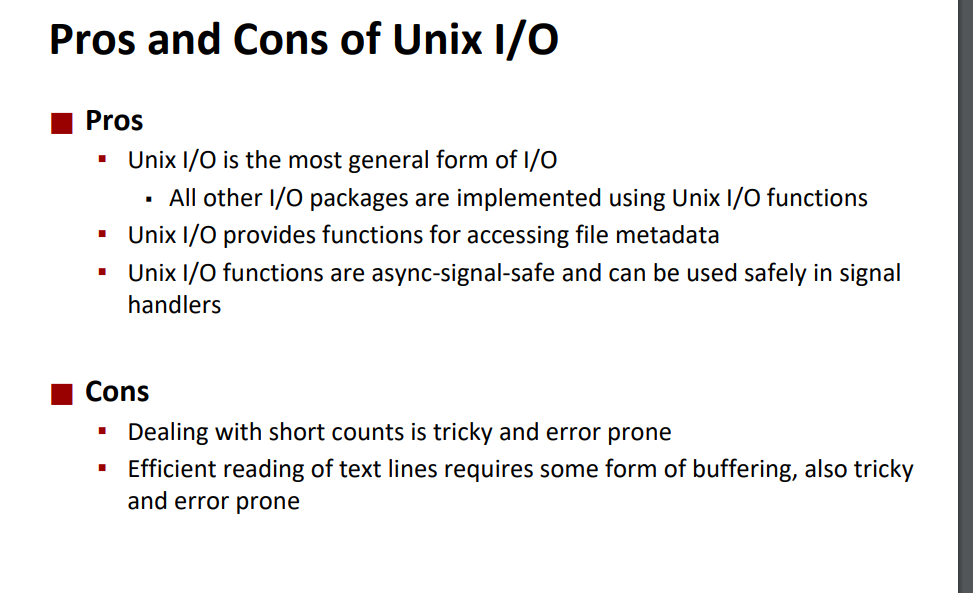 Pros and Cons of Unix I/O
Pros
Unix I/O is the most general form of I/O
All other I/O packages are implemented using Unix I/O functions
Unix I/O provides functions for accessing file metadata
Unix I/O functions are async-signal-safe and can be used safely in signal
handlers
Cons
Dealing with short counts is tricky and error prone
Efficient reading of text lines requires some form of buffering, also tricky
and error prone